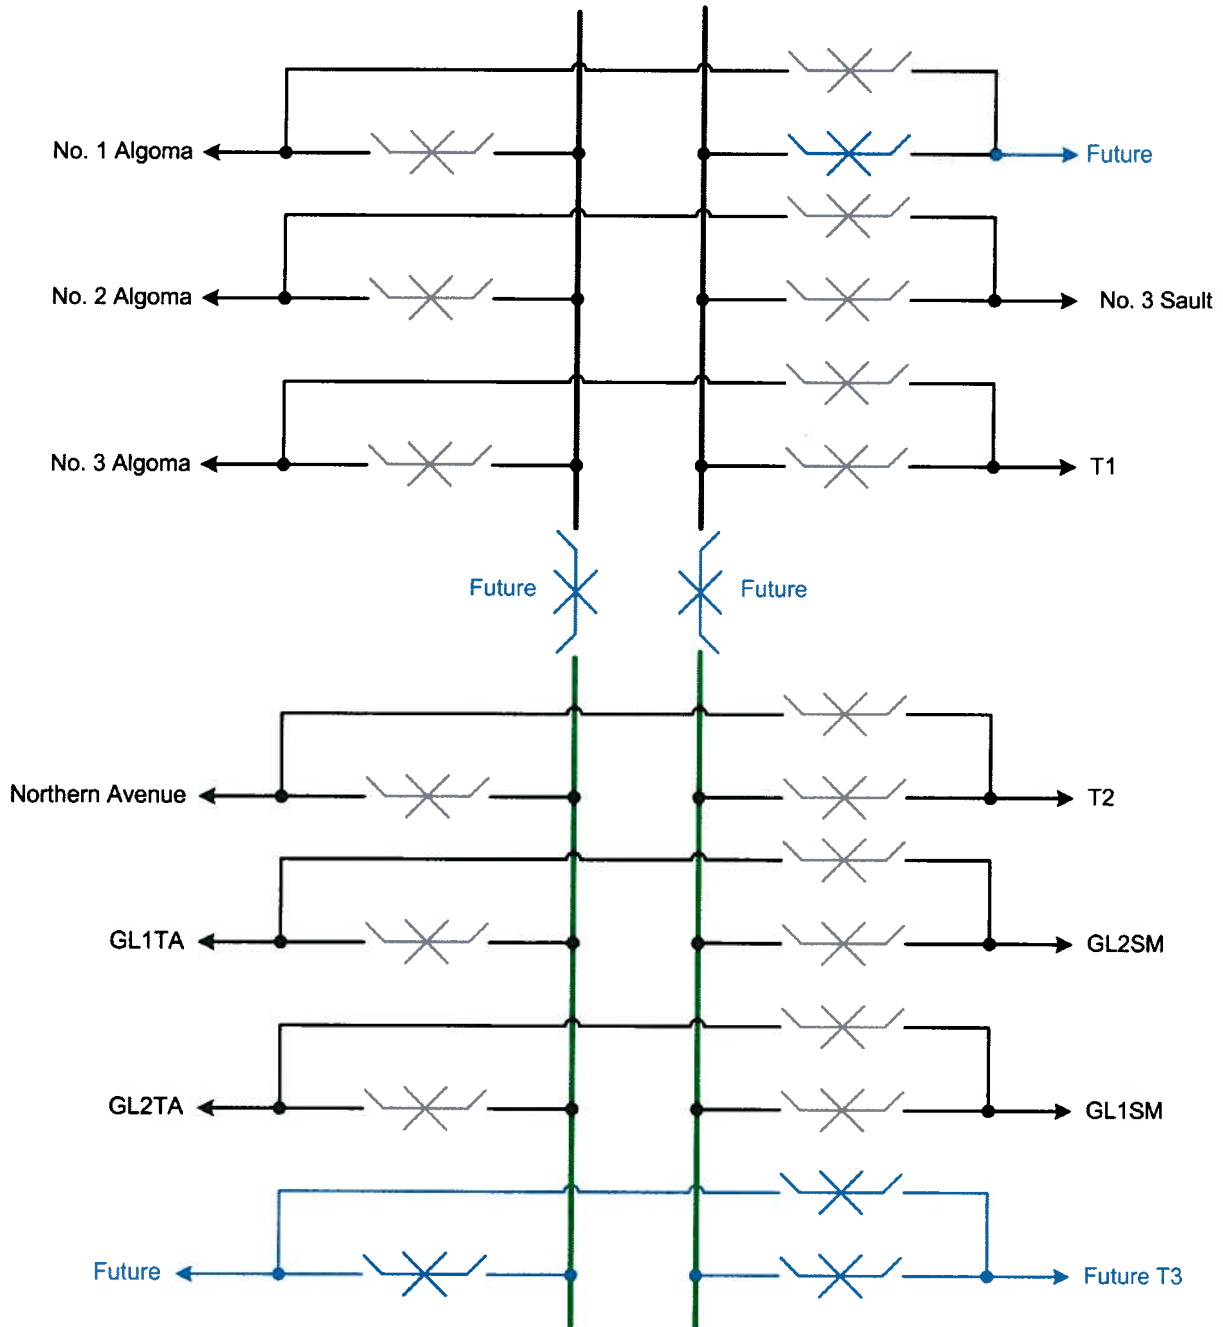 No. 1 Algoma
Future
No. 2 Algoma
No. 3 Sault
No. 3 Algoma
T1
Future
Future
Northern Avenue
T2
GL1TA
GL2SM
GL2TA
GL1SM
Future
Future T3